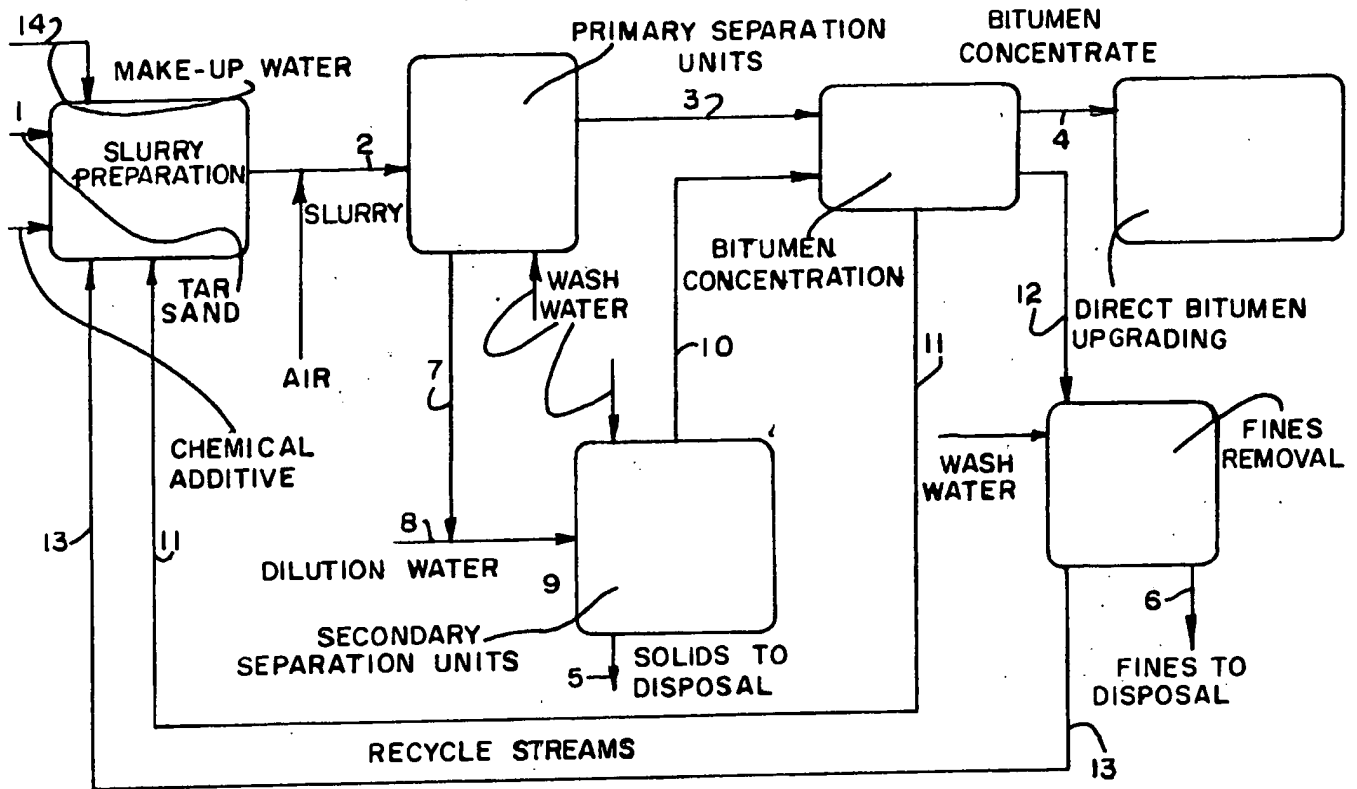 14
MAKE-UP WATER
1
SLURRY
PREPARATION
2
SLURRY
AIR
TAR
SAND
CHEMICAL
ADDITIVE
PRIMARY SEPARATION
UNITS
3
BITUMEN
CONCENTRATE
4
BITUMEN
CONCENTRATION
WASH
WATER
7
10
11
12
DIRECT BITUMEN
UPGRADING
FINES
REMOVAL
WASH
WATER
13
11
8
DILUTION WATER
9
SECONDARY
SEPARATION UNITS
5
SOLIDS TO
DISPOSAL
6
FINES TO
DISPOSAL
RECYCLE STREAMS
13